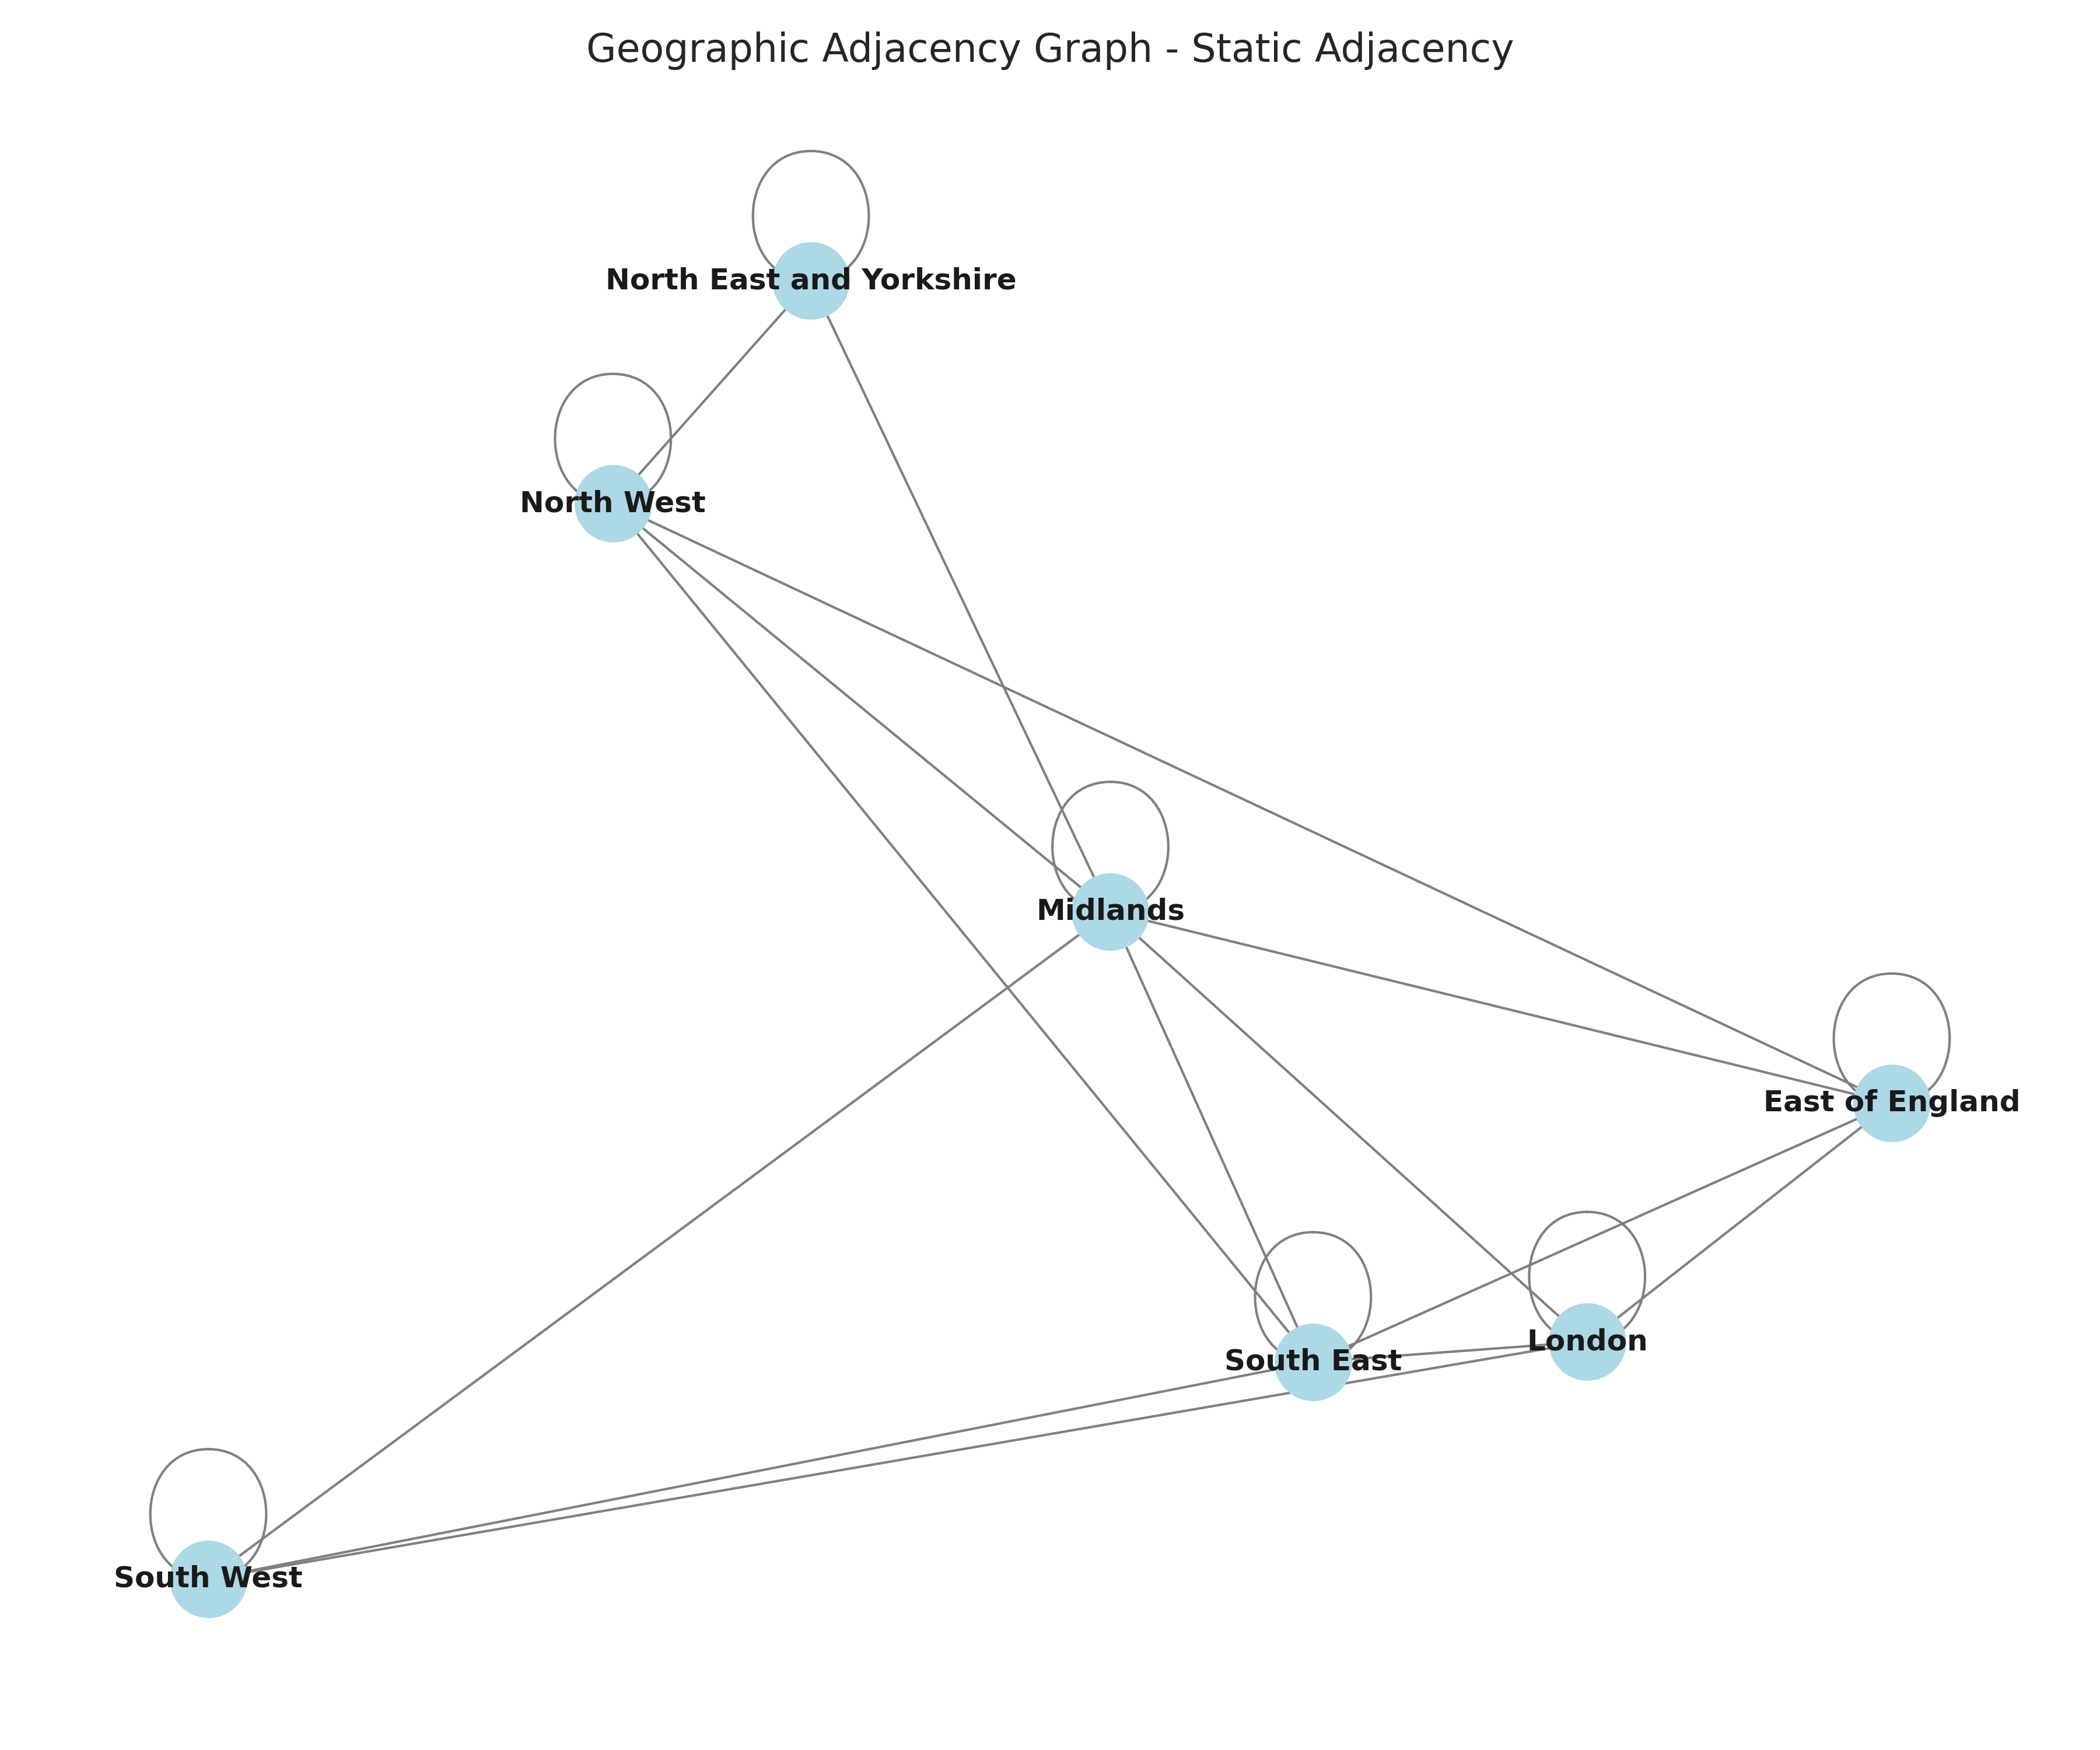 Geographic Adjacency Graph - Static Adjacency
North East and Yorkshire
North West
Midlands
East of England
London
South East
South West